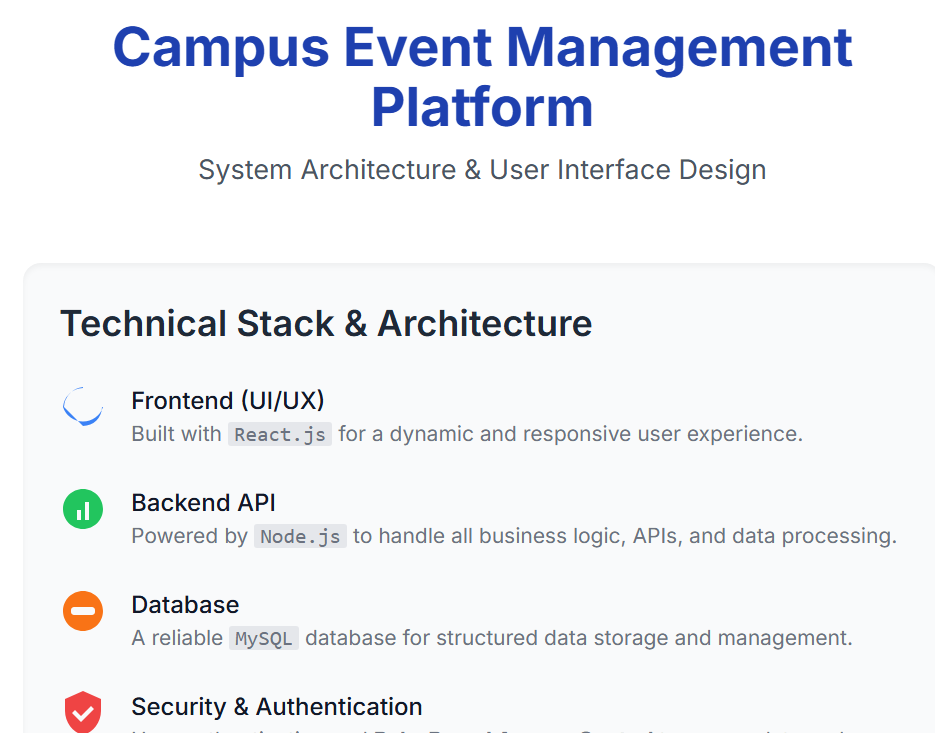 Campus Event Management
Platform
System Architecture & User Interface Design
Technical Stack & Architecture
Frontend (UI/UX)
Built with React.js for a dynamic and responsive user experience.
Backend API
Powered by Node.js to handle all business logic, APIs, and data processing.
Database
A reliable MySQL database for structured data storage and management.
Security & Authentication